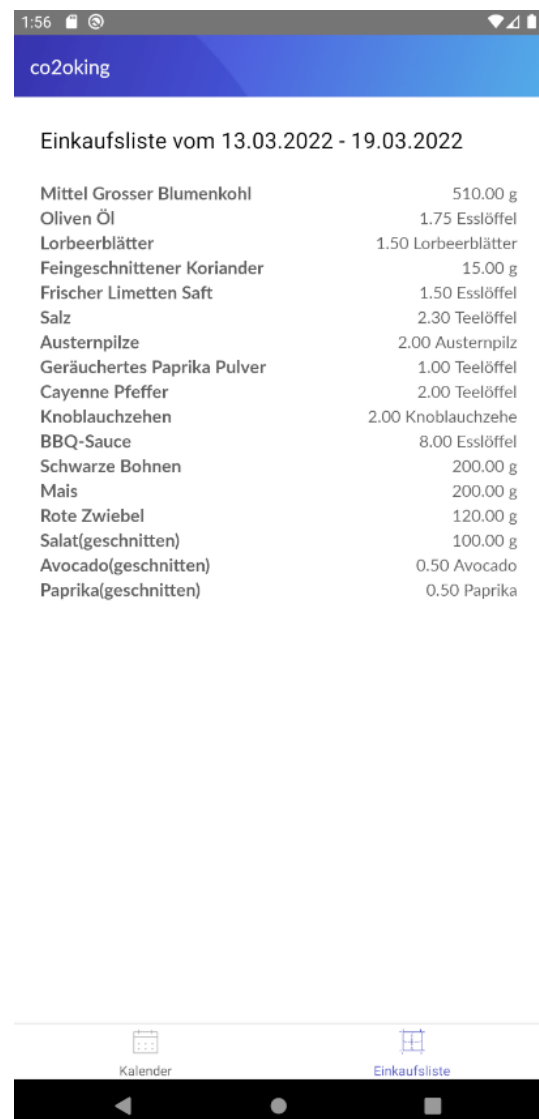 1:56
co2oking
Einkaufsliste vom 13.03.2022 - 19.03.2022
Mittel Grosser Blumenkohl 510.00 g
Oliven Öl 1.75 Esslöffel
Lorbeerblätter 1.50 Lorbeerblätter
Feingeschnittener Koriander 15.00 g
Frischer Limetten Saft 1.50 Esslöffel
Salz 2.30 Teelöffel
Austernpilze 2.00 Austernpilz
Geräuchertes Paprika Pulver 1.00 Teelöffel
Cayenne Pfeffer 2.00 Teelöffel
Knoblauchzehen 2.00 Knoblauchzehe
BBQ-Sauce 8.00 Esslöffel
Schwarze Bohnen 200.00 g
Mais 200.00 g
Rote Zwiebel 120.00 g
Salat(geschnitten) 100.00 g
Avocado(geschnitten) 0.50 Avocado
Paprika(geschnitten) 0.50 Paprika
Kalender Einkaufsliste